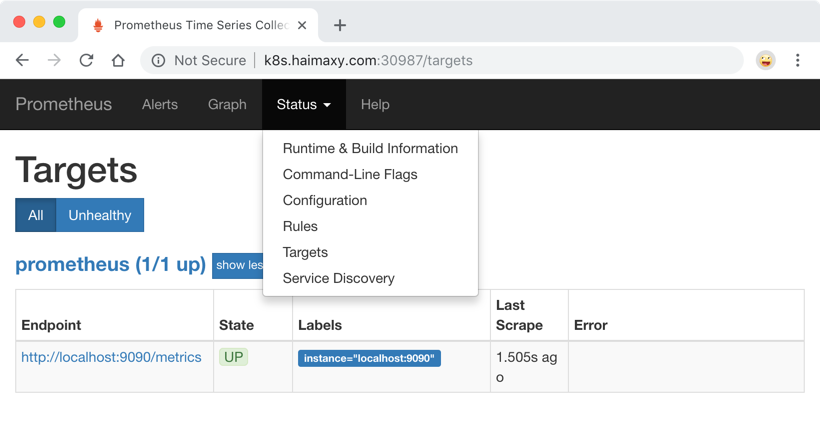 Prometheus Time Series Collec
Not Secure | k8s.haimaxy.com:30987/targets
Prometheus Alerts Graph Status Help
Runtime & Build Information
Command-Line Flags
Configuration
Rules
Targets
Service Discovery
Targets
All Unhealthy
prometheus (1/1 up) show les
Endpoint State Labels Last Scrape Error
http://localhost:9090/metrics UP instance="localhost:9090" 1.505s ago